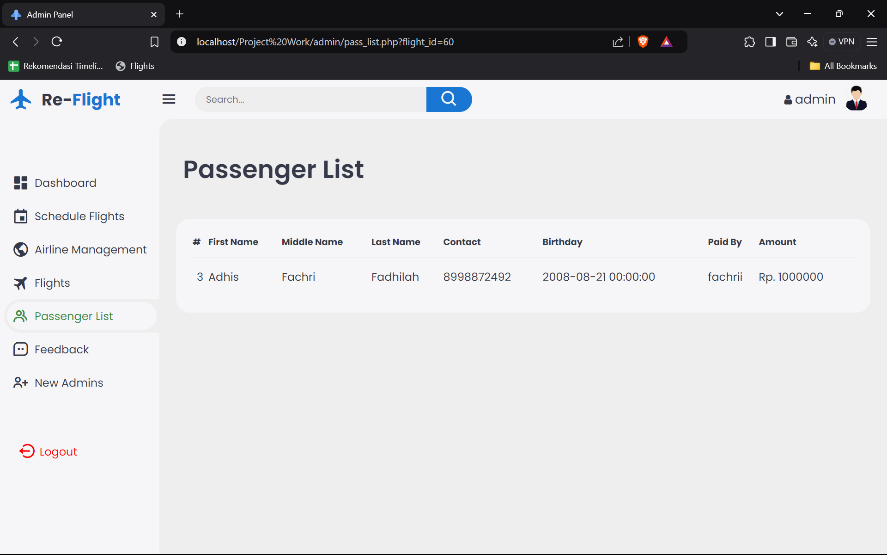 Admin Panel
localhost/Project%20Work/admin/pass_list.php?flight_id=60
VPN
Rekomendasi Timeli...
Flights
All Bookmarks
Re-Flight
Search...
admin
Passenger List
Dashboard
Schedule Flights
Airline Management
Flights
Passenger List
Feedback
New Admins
Logout
# First Name Middle Name Last Name Contact Birthday Paid By Amount
3 Adhis Fachri Fadhilah 8998872492 2008-08-21 00:00:00 fachrii Rp. 1000000